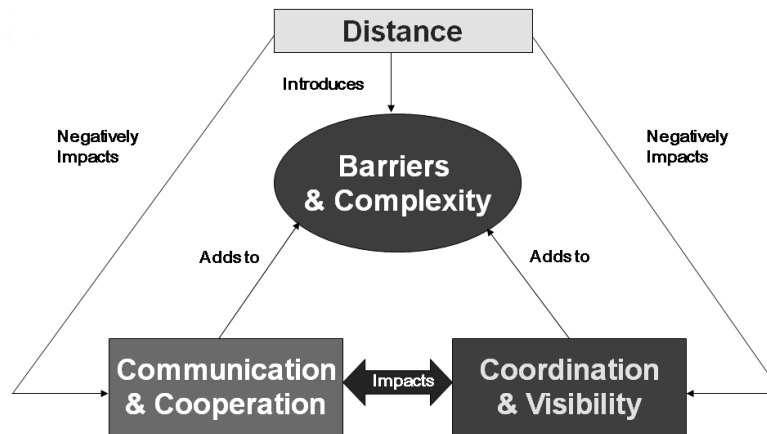 Distance
Introduces
Negatively
Impacts
Negatively
Impacts
Barriers
& Complexity
Adds to
Adds to
Communication
& Cooperation
Impacts
Coordination
& Visibility